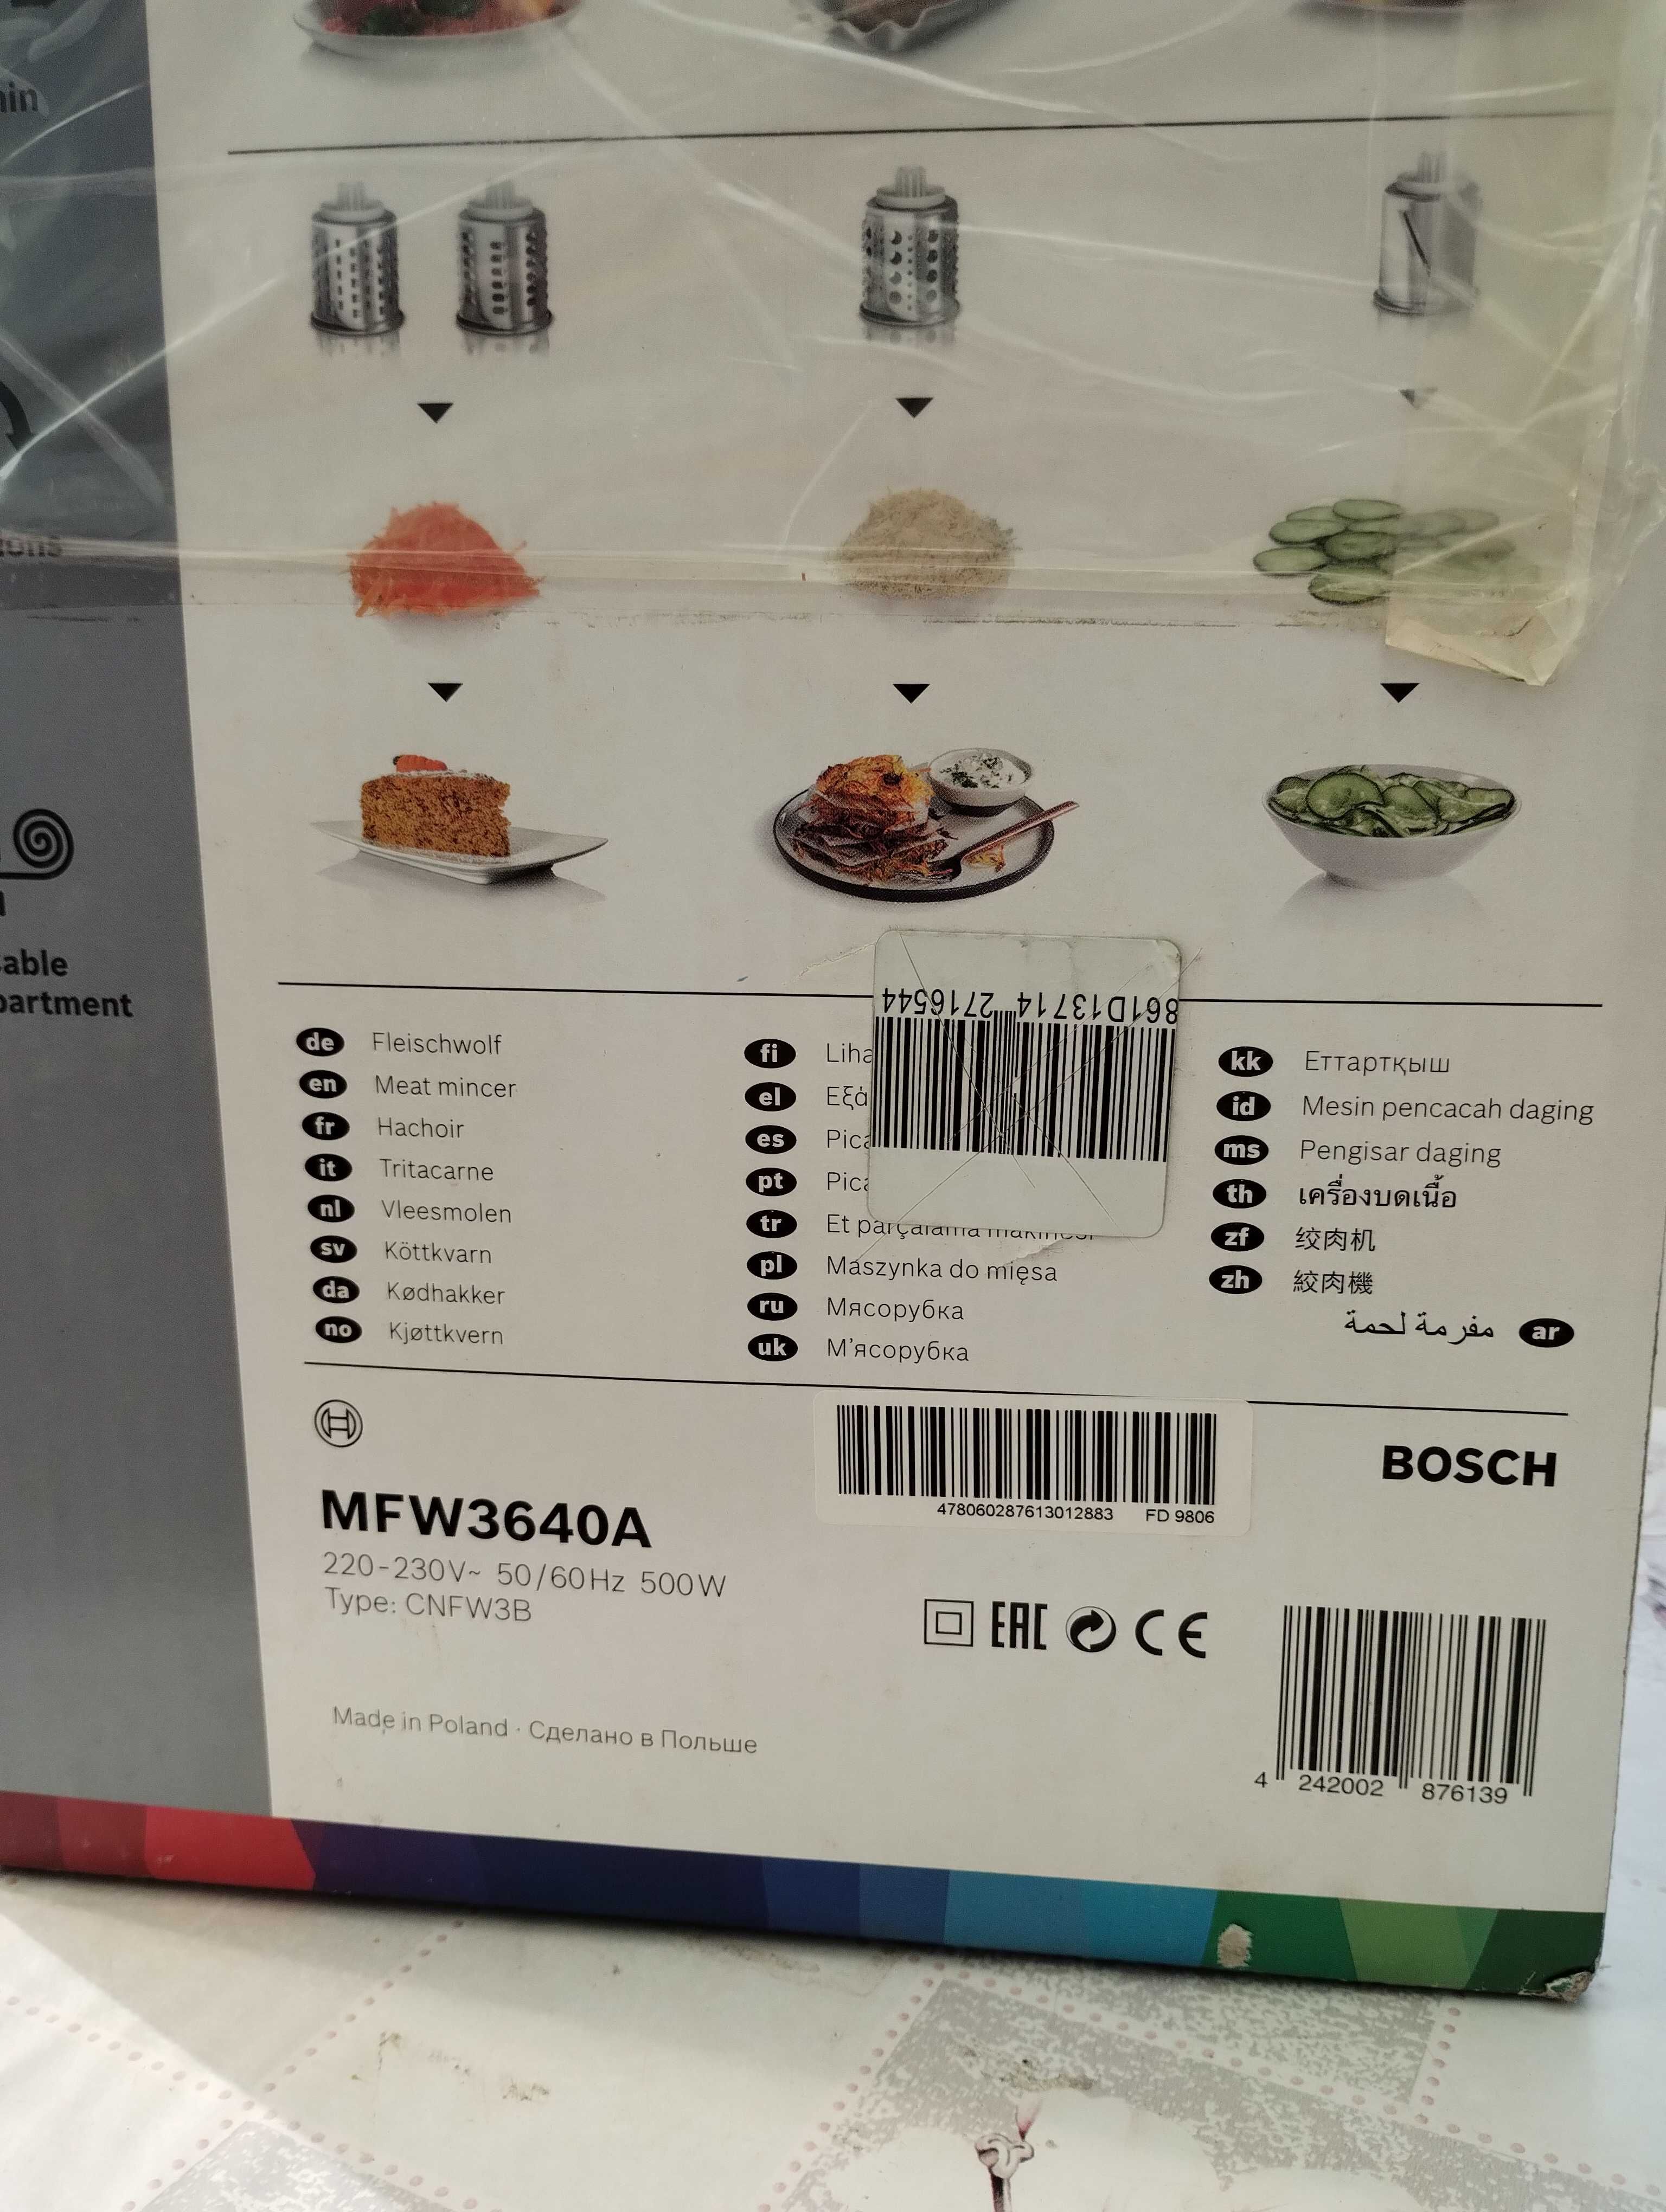 ons
able
partment
de Fleischwolf
en Meat mincer
fr Hachoir
it Tritacarne
nl Vleesmolen
sv Köttkvarn
da Kødhakker
no Kjøttkvern
861D13714 2716544
fi
el
es
pt
tr Et parçalama makinesi
pl Maszynka do mięsa
ru Мясорубка
uk М'ясорубка
kk Еттартқыш
id Mesin pencacah daging
ms Pengisar daging
th เครื่องบดเนื้อ
zf 绞肉机
zh 絞肉機
ar مفرمة لحمة
478060287613012883 FD 9806
BOSCH
MFW3640A
220-230V~ 50/60Hz 500W
Type: CNFW3B
EAC CE
Made in Poland · Сделано в Польше
4 242002 876139